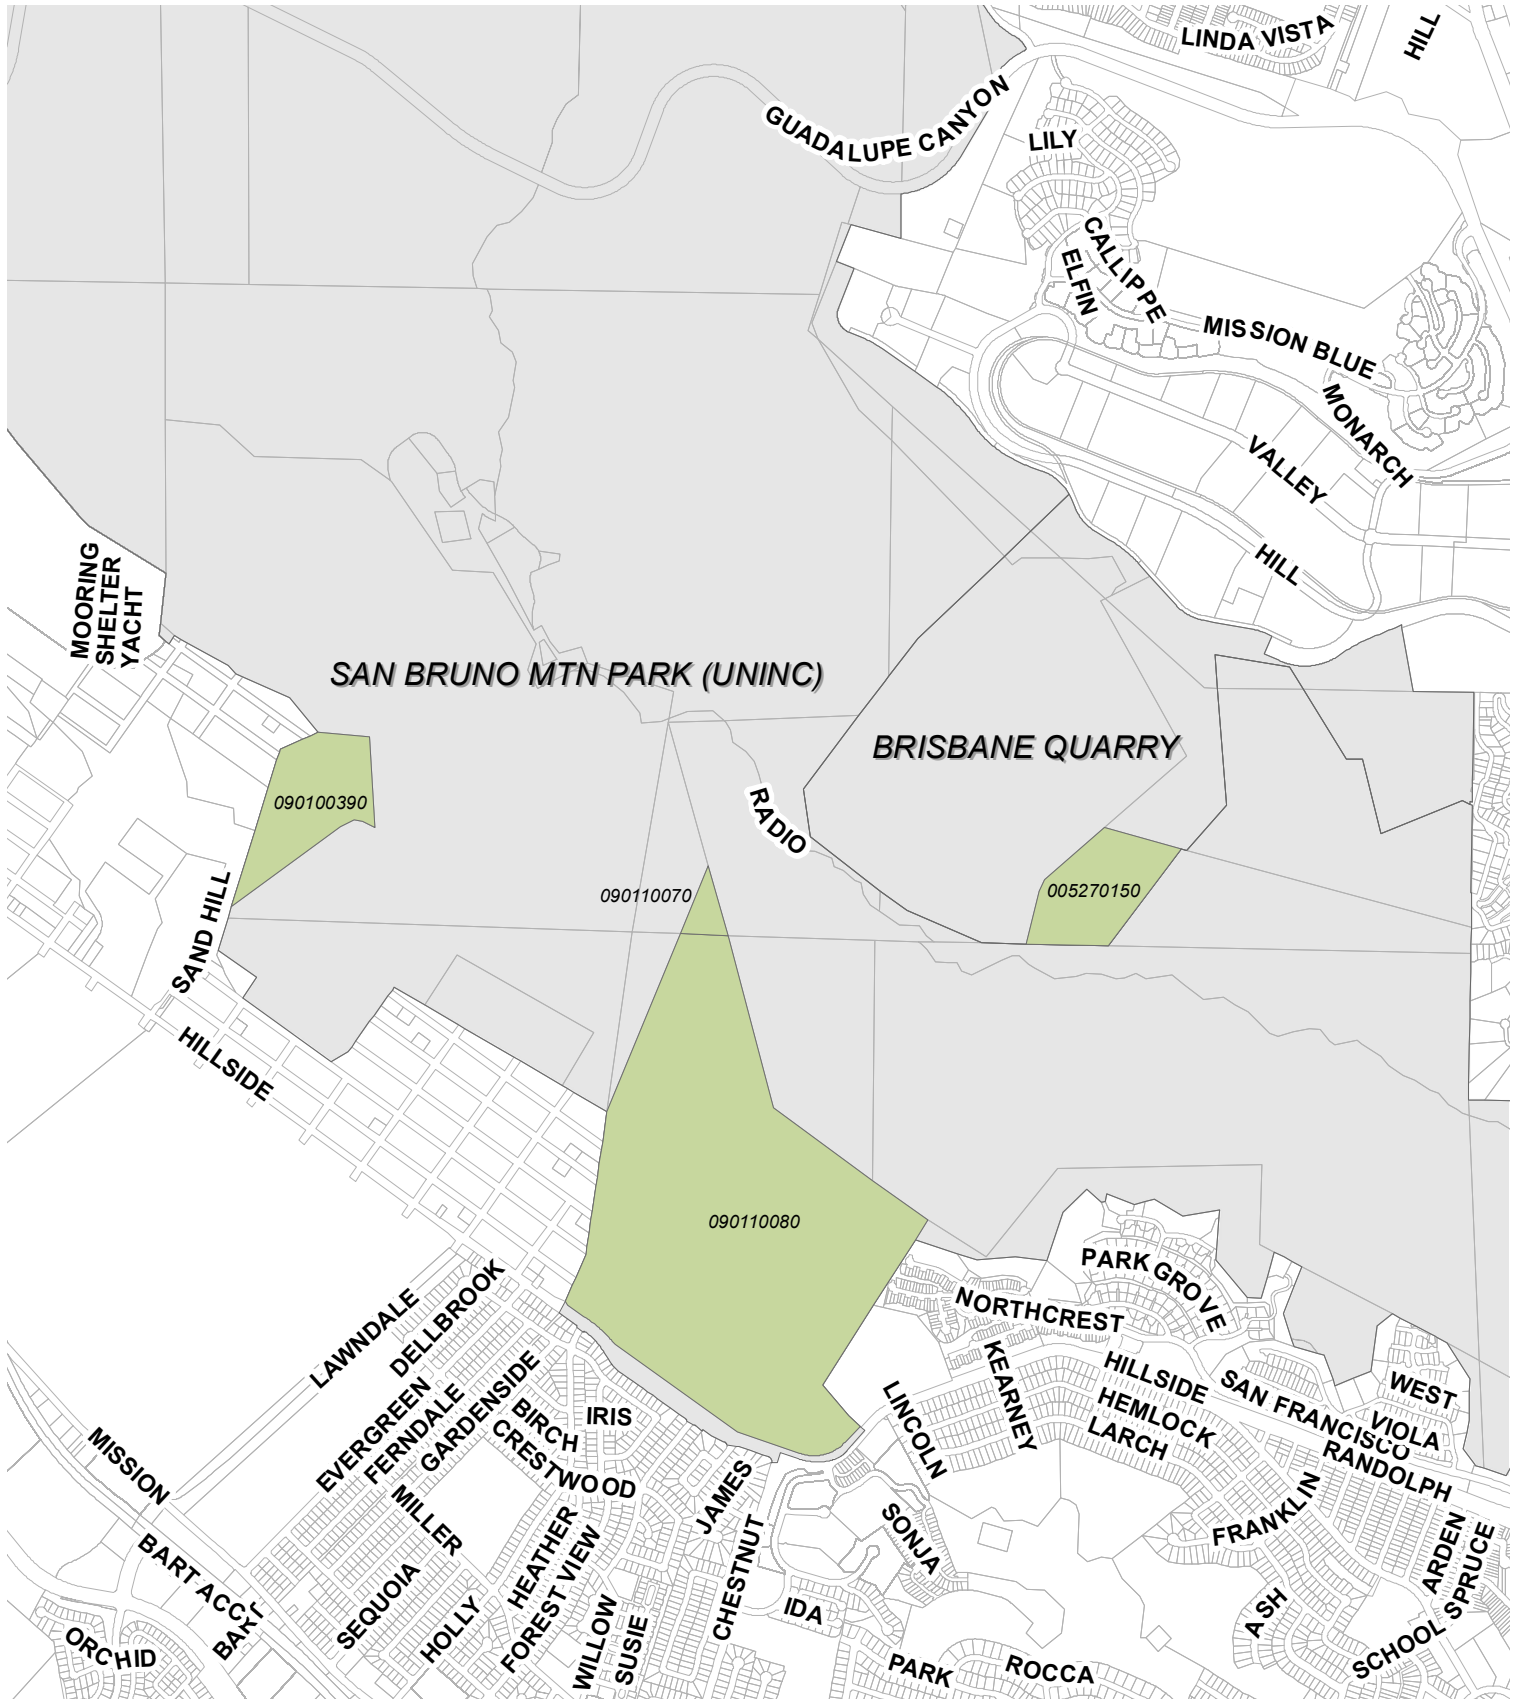 LINDA VISTA
HILL
GUADALUPE CANYON
LILY
CALLIPPE
ELFIN
MISSION BLUE
MONARCH
VALLEY
HILL
MOORING
SHELTER
YACHT
SAN BRUNO MTN PARK (UNINC)
BRISBANE QUARRY
090100390
RADIO
090110070
005270150
SAND HILL
HILLSIDE
090110080
PARK GROVE
NORTHCREST
LAWNDALE
DELLBROOK
KEARNEY
HILLSIDE
SAN FRANCISCO
WEST
EVERGREEN
FERNDALE
GARDENSIDE
BIRCH
IRIS
CRESTWOOD
LINCOLN
HEMLOCK
LARCH
VIOLA
RANDOLPH
MISSION
MILLER
JAMES
FRANKLIN
BART ACC
BART
SEQUOIA
HOLLY
HEATHER
FOREST VIEW
WILLOW
SUSIE
CHESTNUT
SONJA
IDA
ARDEN
SPRUCE
ASH
SCHOOL
ORCHID
PARK
ROCCA